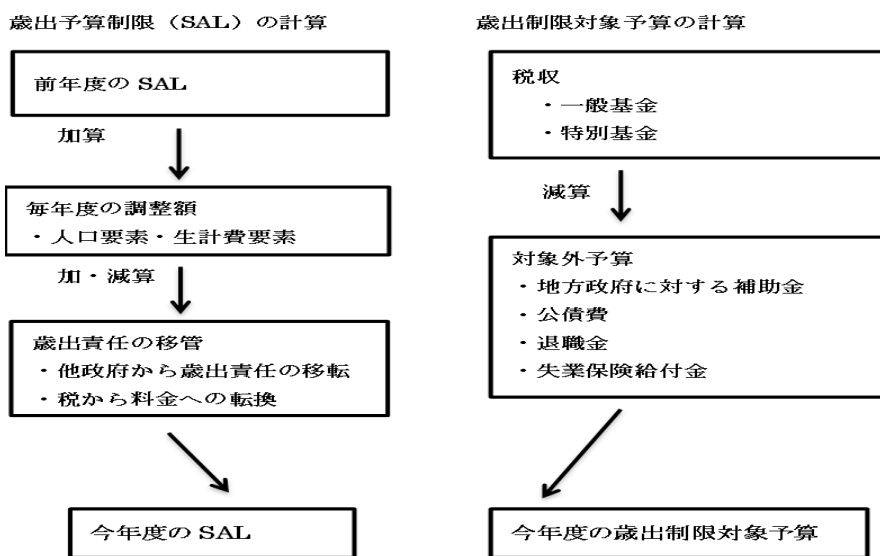 歳出予算制限（SAL）の計算
前年度の SAL
加算
毎年度の調整額
・人口要素・生計費要素
加・減算
歳出責任の移管
・他政府から歳出責任の移転
・税から料金への転換
今年度の SAL
歳出制限対象予算の計算
税収
・一般基金
・特別基金
減算
対象外予算
・地方政府に対する補助金
・公債費
・退職金
・失業保険給付金
今年度の歳出制限対象予算